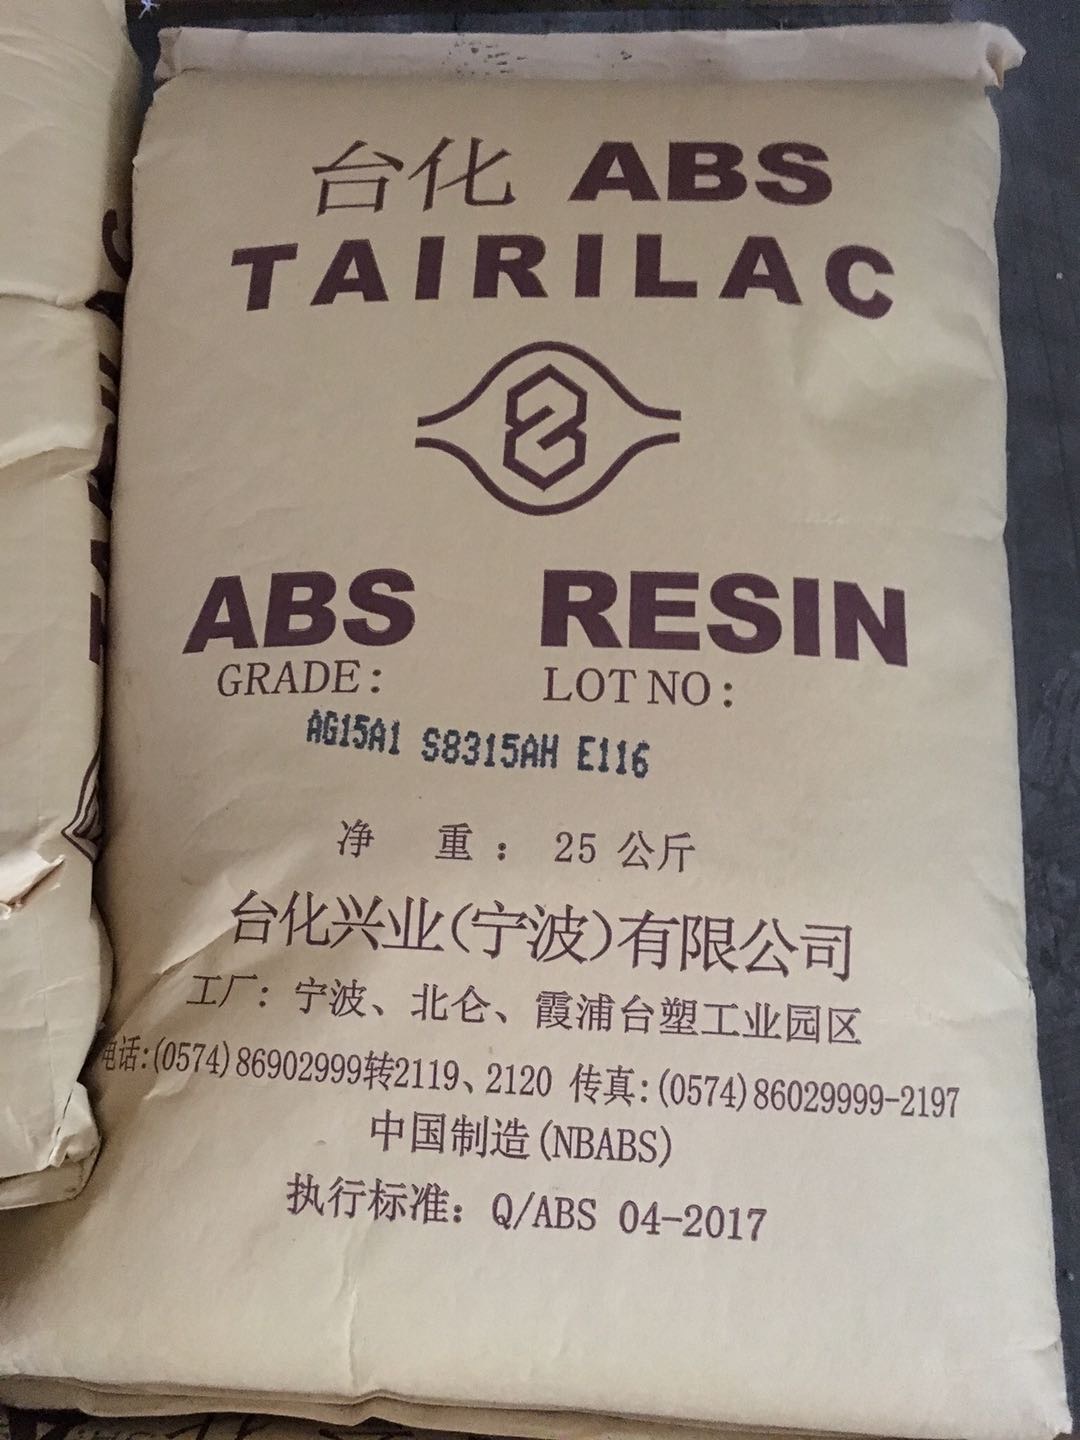 台化 ABS
TAIRILAC
ABS RESIN
GRADE: LOT NO:
AG15A1 S8315AH E116
净 重： 25 公斤
台化兴业(宁波)有限公司
工厂：宁波、北仑、霞浦台塑工业园区
电话:(0574)86902999转2119、2120 传真:(0574)86029999-2197
中国制造(NBABS)
执行标准：Q/ABS 04-2017